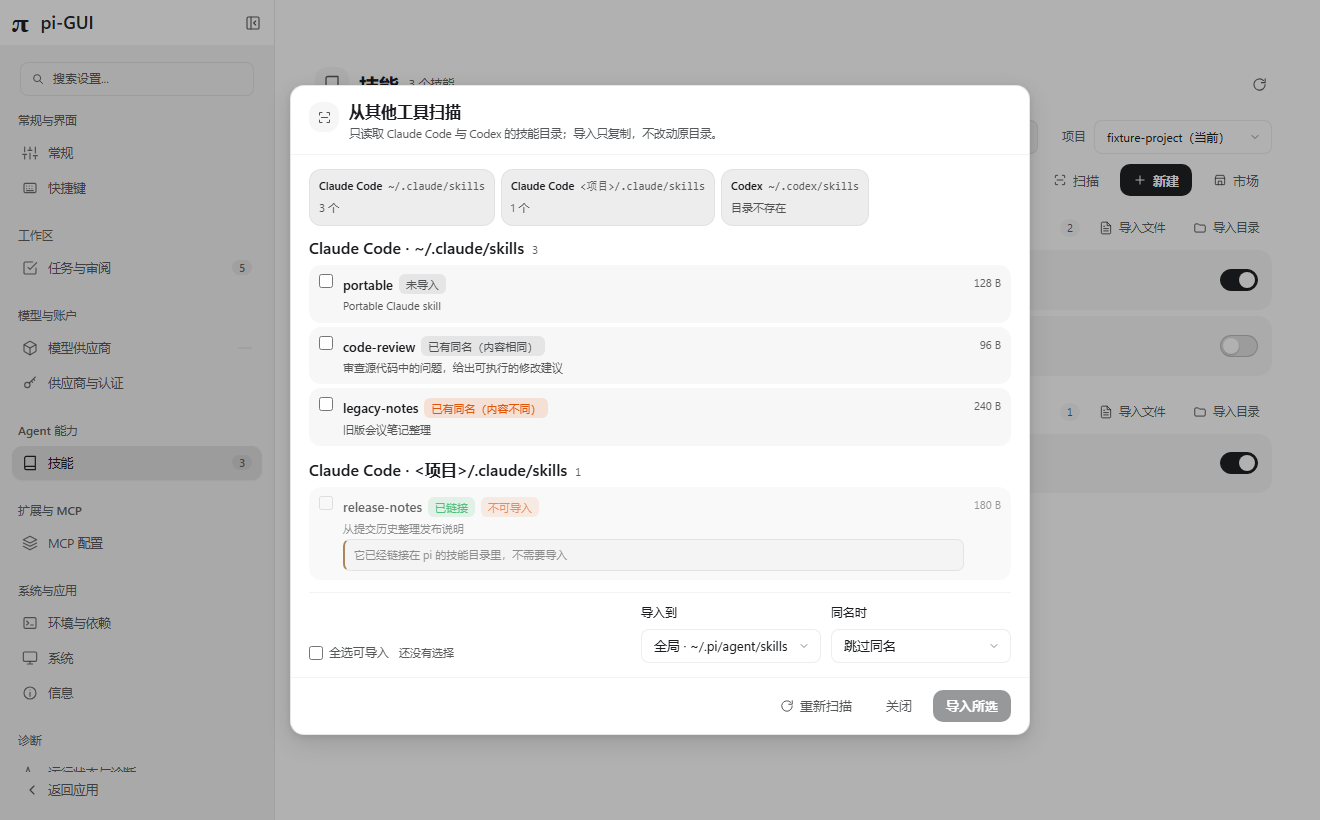 π pi-GUI
搜索设置...
常规与界面
常规
快捷键
工作区
任务与审阅 5
模型与账户
模型供应商
供应商与认证
Agent 能力
技能 3
扩展与 MCP
MCP 配置
系统与应用
环境与依赖
系统
信息
诊断
运行状态与诊断
返回应用
技能 3 个技能
项目 fixture-project（当前）
扫描 + 新建 市场
2 导入文件 导入目录
1 导入文件 导入目录
从其他工具扫描
只读取 Claude Code 与 Codex 的技能目录；导入只复制，不改动原目录。
Claude Code ~/.claude/skills
3 个
Claude Code <项目>/.claude/skills
1 个
Codex ~/.codex/skills
目录不存在
Claude Code · ~/.claude/skills 3
portable 未导入 128 B
Portable Claude skill
code-review 已有同名（内容相同） 96 B
审查源代码中的问题，给出可执行的修改建议
legacy-notes 已有同名（内容不同） 240 B
旧版会议笔记整理
Claude Code · <项目>/.claude/skills 1
release-notes 已链接 不可导入 180 B
从提交历史整理发布说明
它已经链接在 pi 的技能目录里，不需要导入
导入到 同名时
全选可导入 还没有选择 全局 · ~/.pi/agent/skills 跳过同名
重新扫描 关闭 导入所选